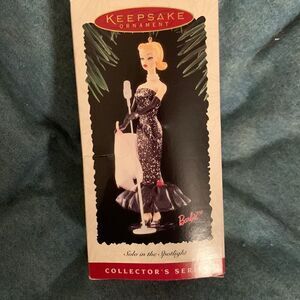 KEEPSAKE
ORNAMENT
Barbie
Solo in the Spotlight
COLLECTOR'S SERIES